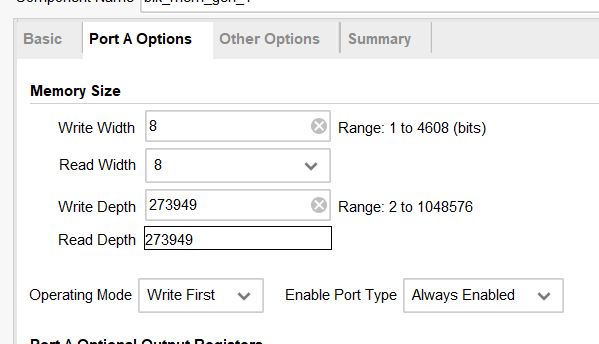 Component Name blk_mem_gen_1
Basic Port A Options Other Options Summary
Memory Size
Write Width 8 Range: 1 to 4608 (bits)
Read Width 8
Write Depth 273949 Range: 2 to 1048576
Read Depth 273949
Operating Mode Write First Enable Port Type Always Enabled
Port A Optional Output Registers